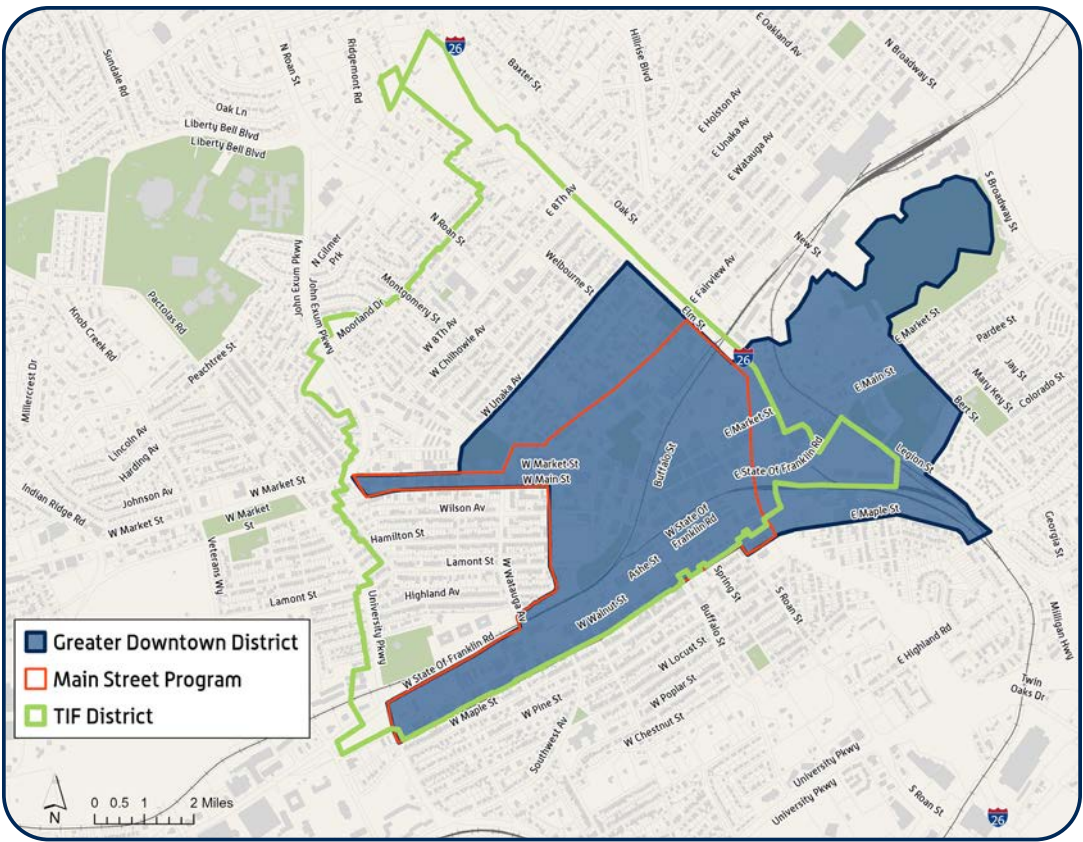 26
Sundale Rd
N Roan St
Ridgemont Rd
Baxter St
Hillrise Blvd
E Oakland Av
N Broadway St
Oak Ln
Liberty Bell Blvd
Liberty Bell Blvd
E Holston Av
E Unaka Av
E Watauga Av
S Broadway St
E 8Th Av
Oak St
N Roan St
New St
N Gilmer
Prk
John Exum Pkwy
John Exum Pkwy
Welbourne St
E Fairview Av
Montgomery St
Moorland Dr
Pactolas Rd
Knob Creek Rd
Peachtree St
W 8Th Av
W Chilhowie Av
Elm St
26
E Market St
Pardee St
Jay St
Mary Key St
Colorado St
Millercrest Dr
W Unaka Av
E Main St
Bert St
Lincoln Av
Harding Av
E Market St
Buffalo St
E State Of Franklin Rd
Legion St
W Market St
W Main St
Indian Ridge Rd
Johnson Av
W Market St
W Market St
W Market
St
Wilson Av
Hamilton St
W State Of
Franklin Rd
E Maple St
Georgia St
Veterans Wy
Lamont St
Lamont St
Highland Av
W Watauga Av
Ashe St
Spring St
S Roan St
University Pkwy
W Walnut St
Buffalo St
Milligan Hwy
W State Of Franklin Rd
W Locust St
E Highland Rd
W Maple St
W Pine St
W Poplar St
W Chestnut St
Southwest Av
Twin
Oaks Dr
University Pkwy
University Pkwy
S Roan St
26
Greater Downtown District
Main Street Program
TIF District
N
0 0.5 1 2 Miles